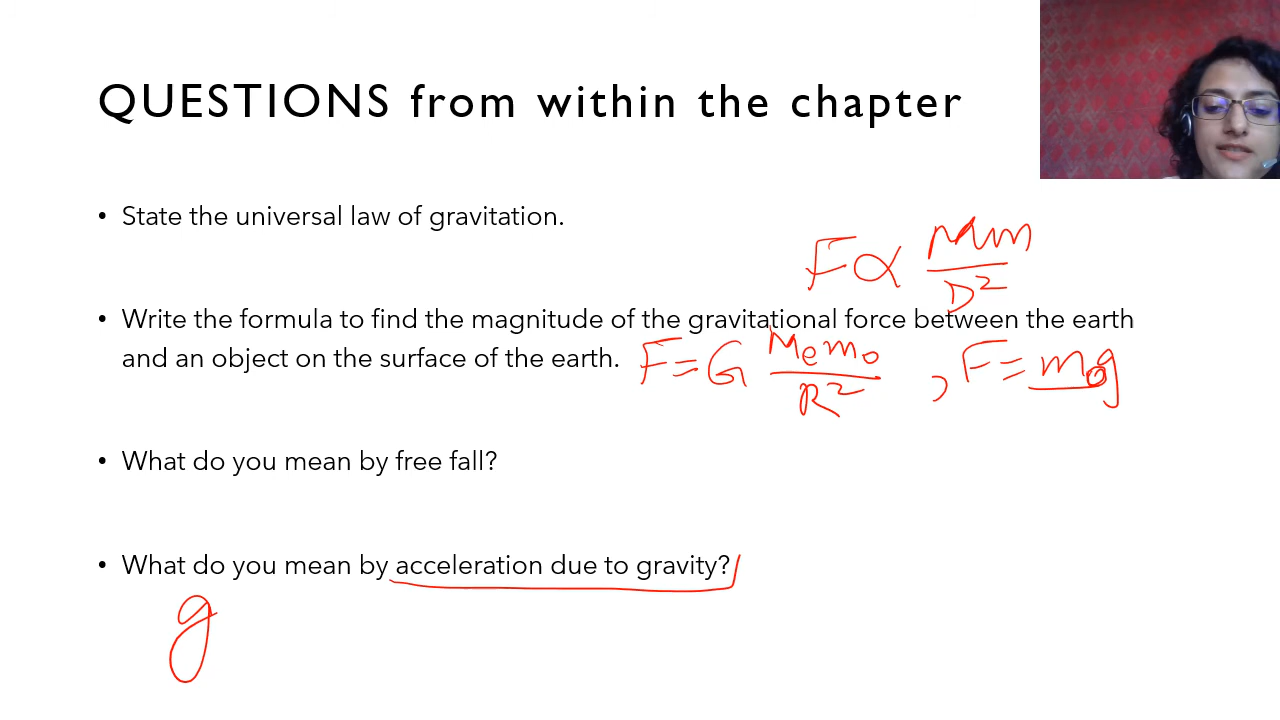 QUESTIONS from within the chapter
• State the universal law of gravitation.
F ∝ Mm / D²
• Write the formula to find the magnitude of the gravitational force between the earth
and an object on the surface of the earth. F = G Mₑm₀ / R² , F = m₀g
• What do you mean by free fall?
• What do you mean by acceleration due to gravity?
g